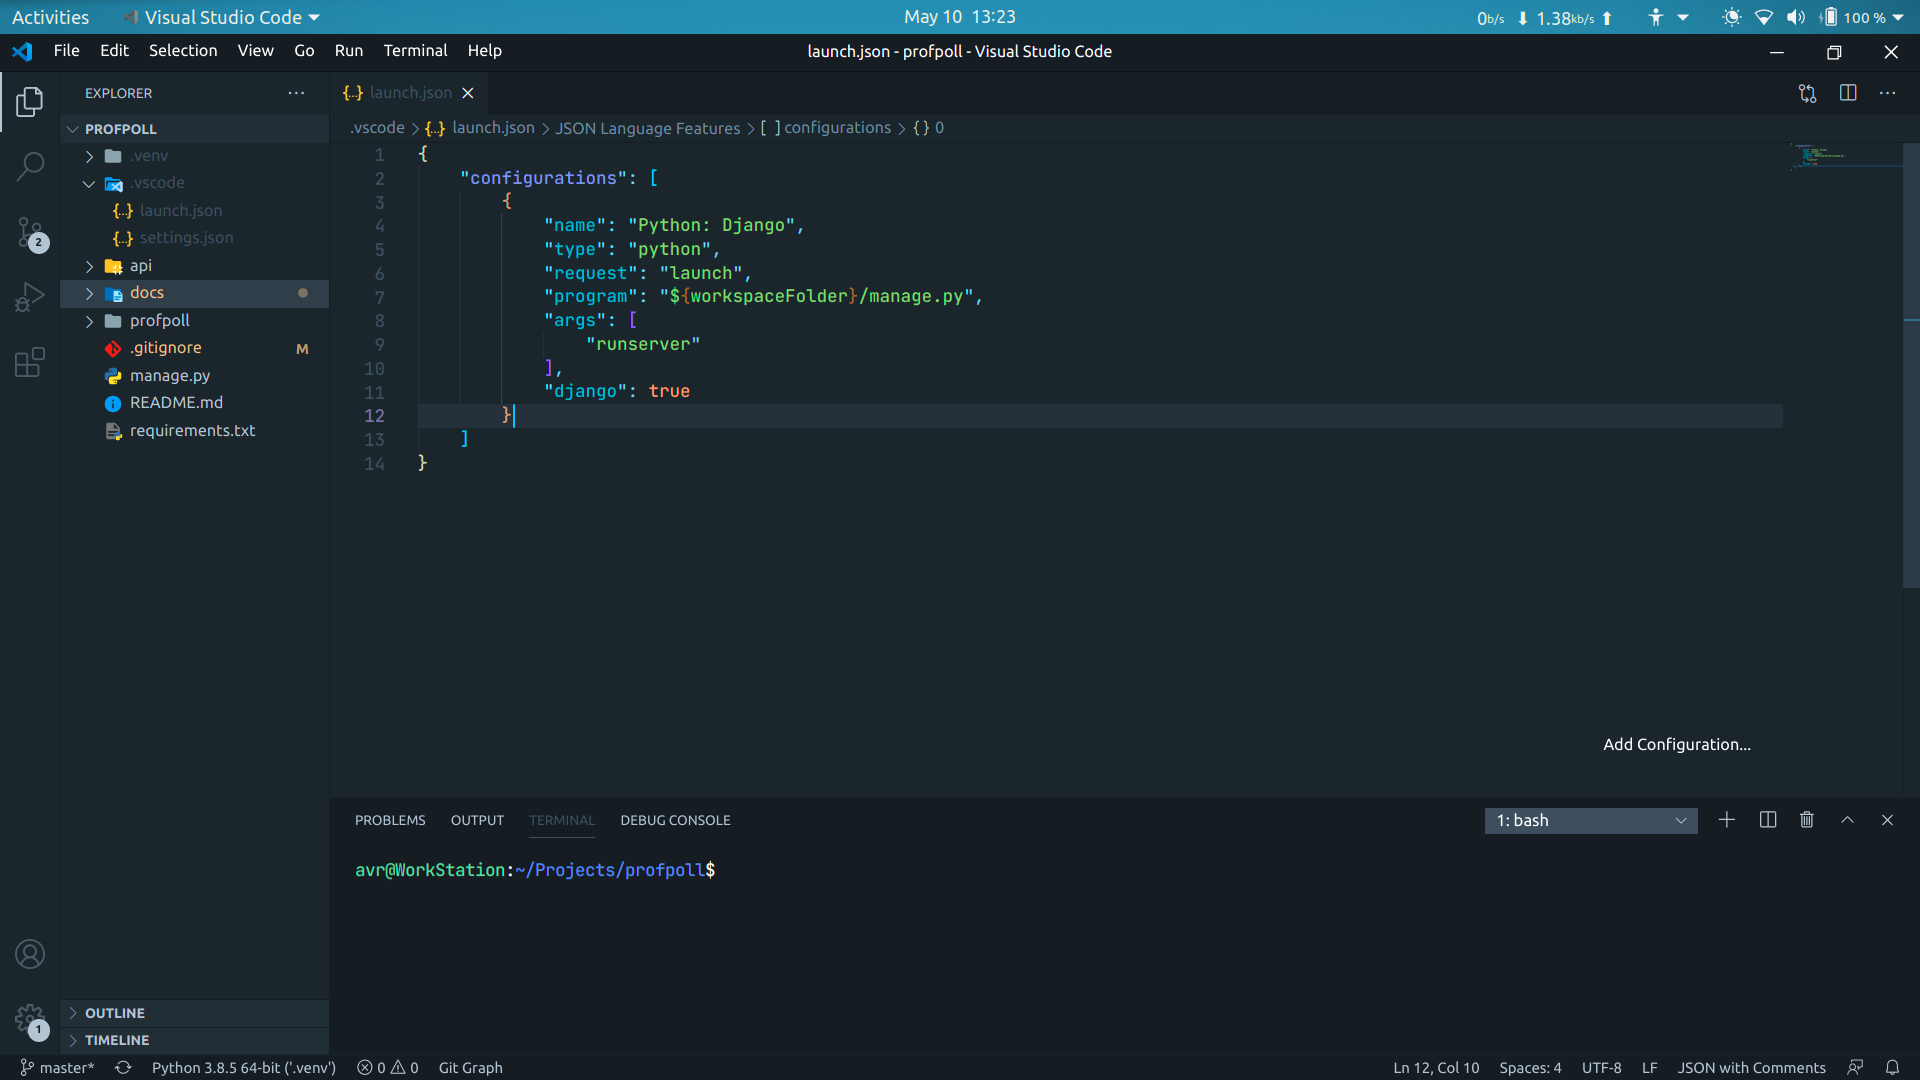 Activities Visual Studio Code May 10 13:23 0b/s 1.38kb/s 100 %
File Edit Selection View Go Run Terminal Help launch.json - profpoll - Visual Studio Code
EXPLORER
PROFPOLL
.venv
.vscode
launch.json
settings.json
api
docs
profpoll
.gitignore M
manage.py
README.md
requirements.txt
2
1
OUTLINE
TIMELINE
{..} launch.json
.vscode > {..} launch.json > JSON Language Features > [ ] configurations > {} 0
1 {
2     "configurations": [
3         {
4             "name": "Python: Django",
5             "type": "python",
6             "request": "launch",
7             "program": "${workspaceFolder}/manage.py",
8             "args": [
9                 "runserver"
10             ],
11             "django": true
12         }
13     ]
14 }
Add Configuration...
PROBLEMS OUTPUT TERMINAL DEBUG CONSOLE 1: bash
avr@WorkStation:~/Projects/profpoll$
master* Python 3.8.5 64-bit ('.venv') 0 0 Git Graph Ln 12, Col 10 Spaces: 4 UTF-8 LF JSON with Comments